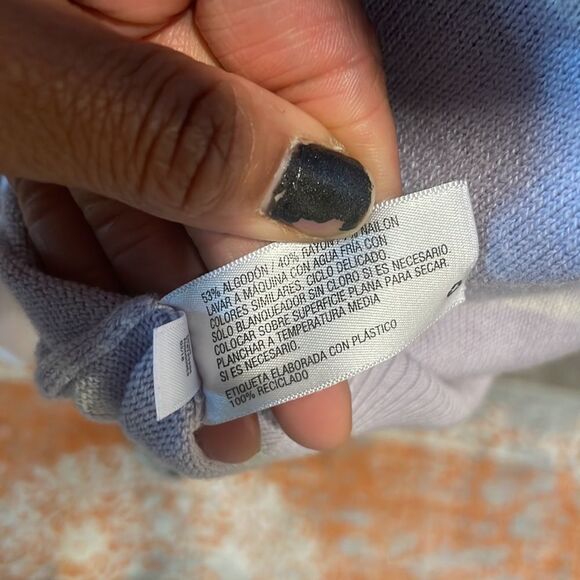 53% ALGODÓN / 40% RAYON / 7% NAILON
LAVAR A MÁQUINA CON AGUA FRÍA CON
COLORES SIMILARES. CICLO DELICADO.
SÓLO BLANQUEADOR SIN CLORO SI ES NECESARIO
COLOCAR SOBRE SUPERFICIE PLANA PARA SECAR.
PLANCHAR A TEMPERATURA MEDIA
SI ES NECESARIO.
ETIQUETA ELABORADA CON PLÁSTICO
100% RECICLADO